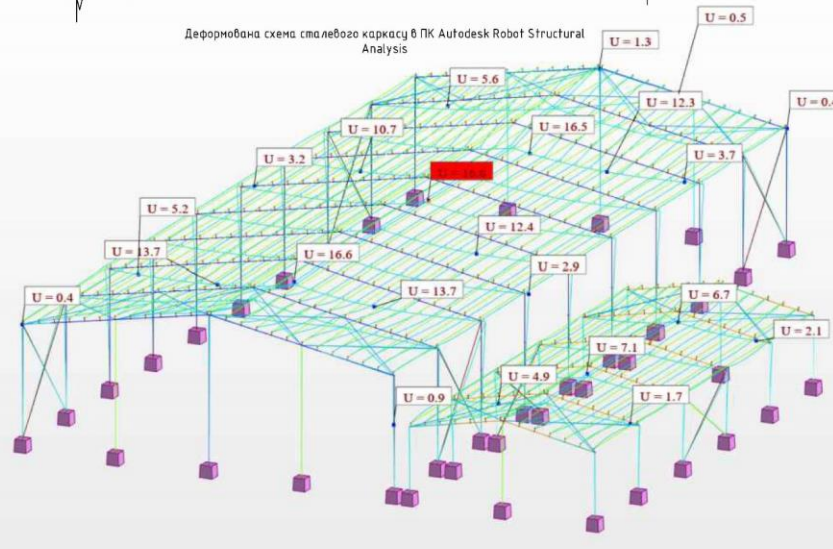 Деформована схема сталевого каркасу в ПК Autodesk Robot Structural
Analysis
U = 0.5
U = 1.3
U = 5.6
U = 12.3
U = 0.4
U = 10.7
U = 16.5
U = 3.2
U = 3.7
U = 5.2
U = 12.4
U = 13.7
U = 16.6
U = 2.9
U = 0.4
U = 13.7
U = 6.7
U = 2.1
U = 7.1
U = 4.9
U = 0.9
U = 1.7